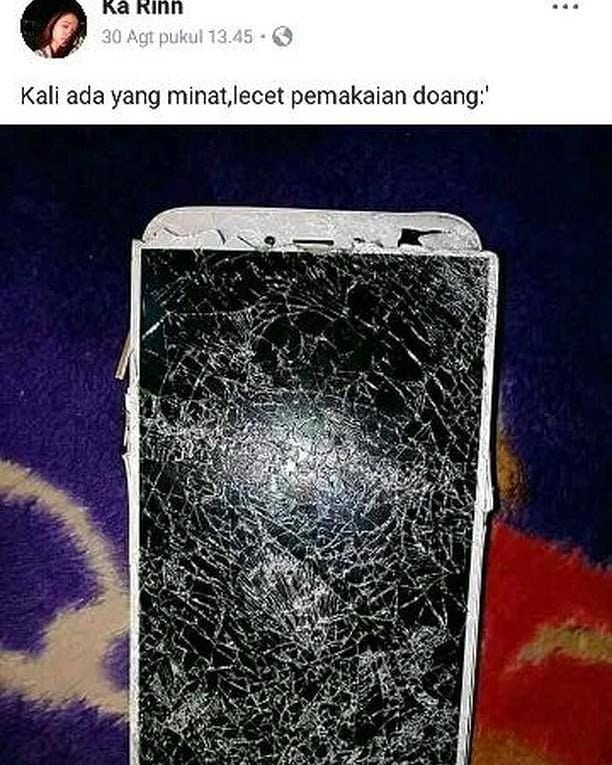 Ka Rinn
30 Agt pukul 13.45 •
Kali ada yang minat,lecet pemakaian doang:'